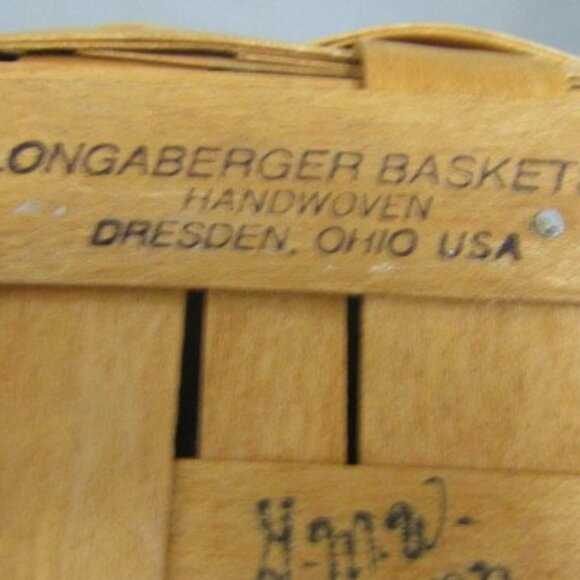 LONGABERGER BASKETS
HANDWOVEN
DRESDEN, OHIO USA
H.M.W.